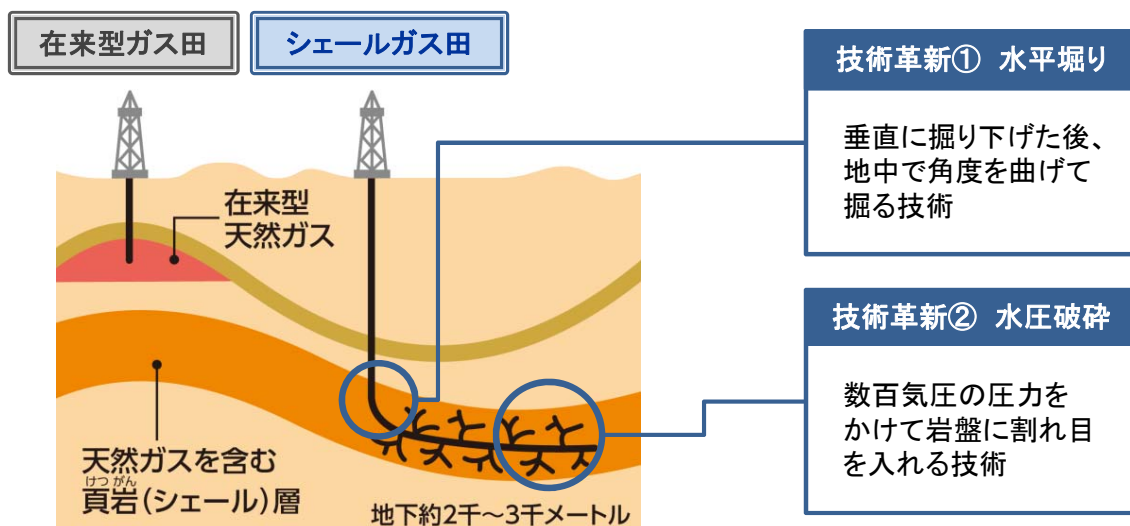 在来型ガス田
シェールガス田
技術革新① 水平堀り
垂直に掘り下げた後、
地中で角度を曲げて
掘る技術
在来型
天然ガス
技術革新② 水圧破砕
数百気圧の圧力を
かけて岩盤に割れ目
を入れる技術
天然ガスを含む
けつがん
頁岩(シェール)層
地下約2千～3千メートル